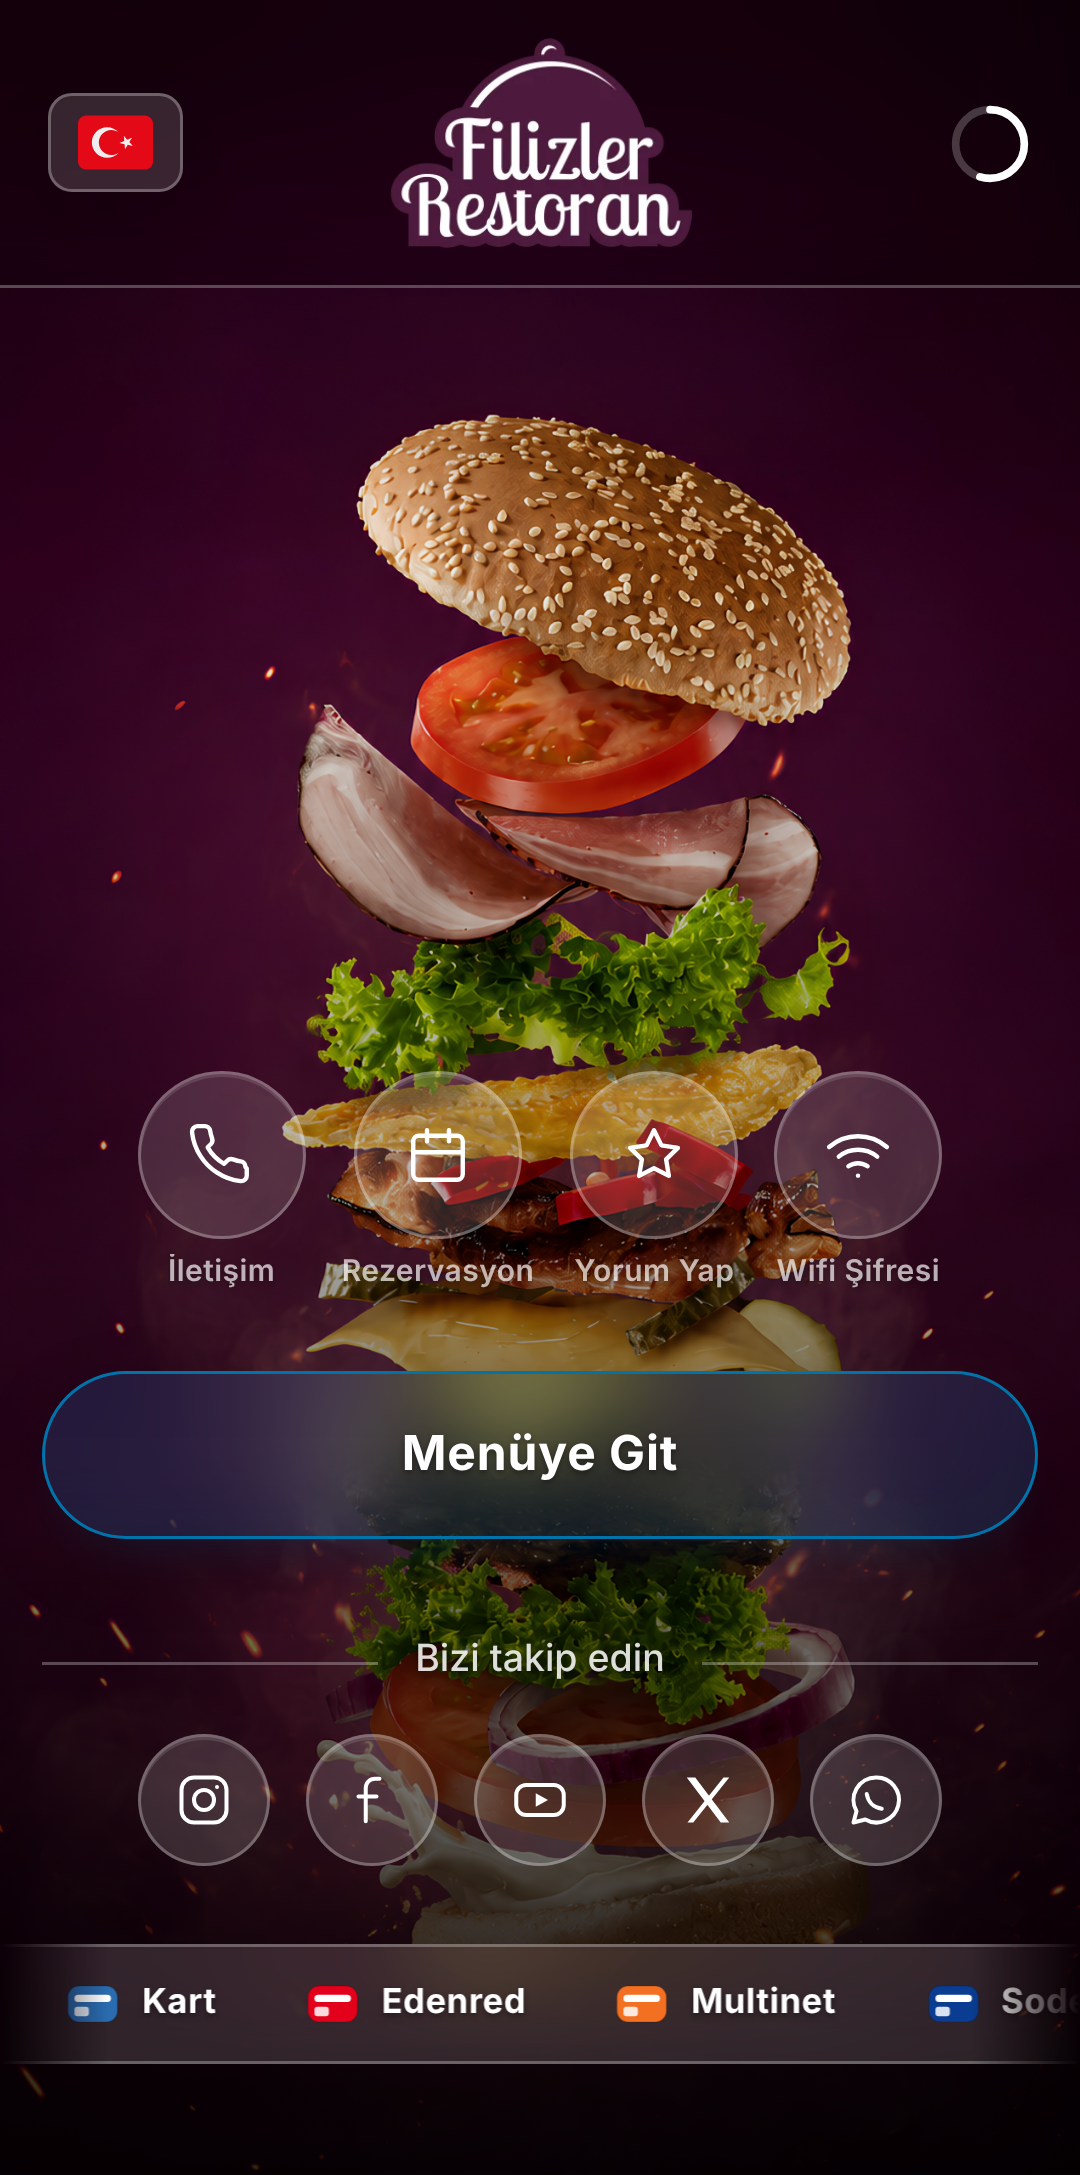 Filizler
Restoran
İletişim
Rezervasyon
Yorum Yap
Wifi Şifresi
Menüye Git
Bizi takip edin
Kart
Edenred
Multinet